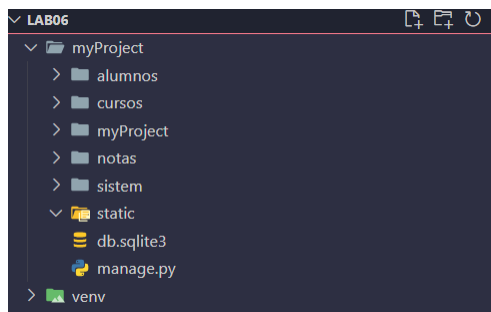 LAB06
myProject
alumnos
cursos
myProject
notas
sistem
static
db.sqlite3
manage.py
venv